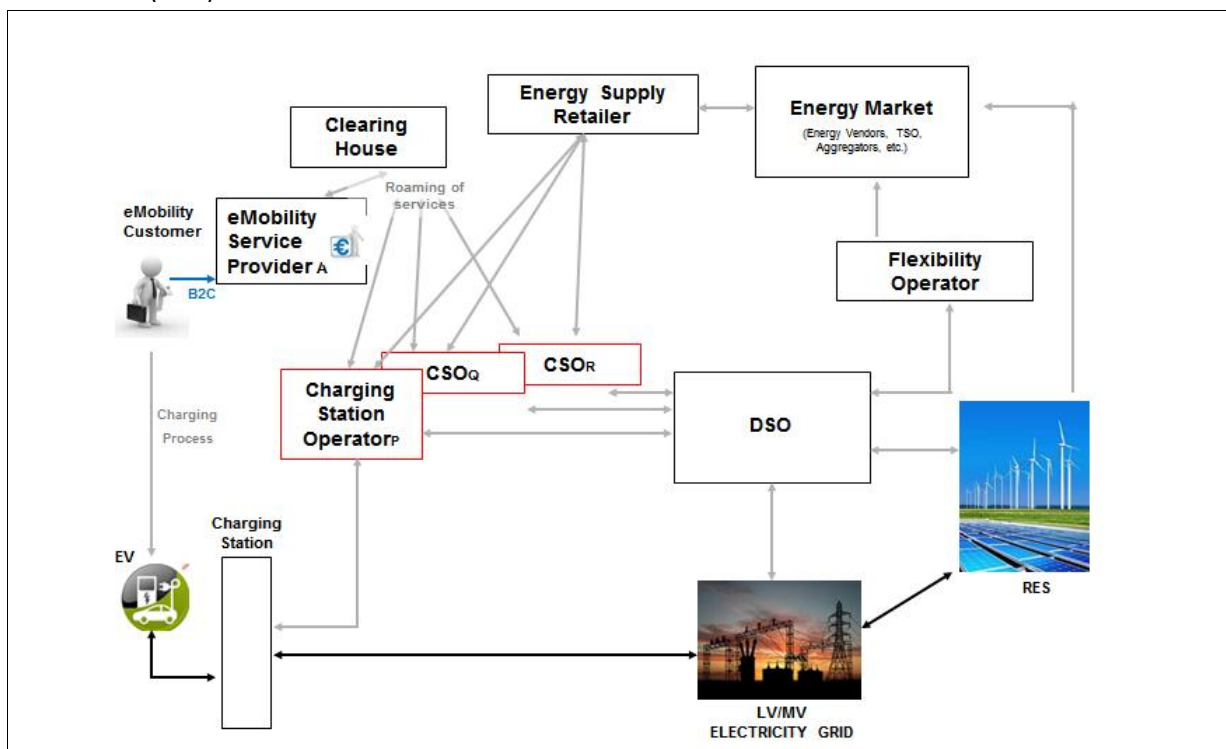 Energy Supply
Retailer
Energy Market
(Energy Vendors, TSO,
Aggregators, etc.)
Clearing
House
Roaming of
services
eMobility
Customer
eMobility
Service
Provider A
€
B2C
Flexibility
Operator
CSOR
CSOQ
Charging
Station
OperatorP
DSO
Charging
Process
Charging
Station
EV
RES
LV/MV
ELECTRICITY GRID